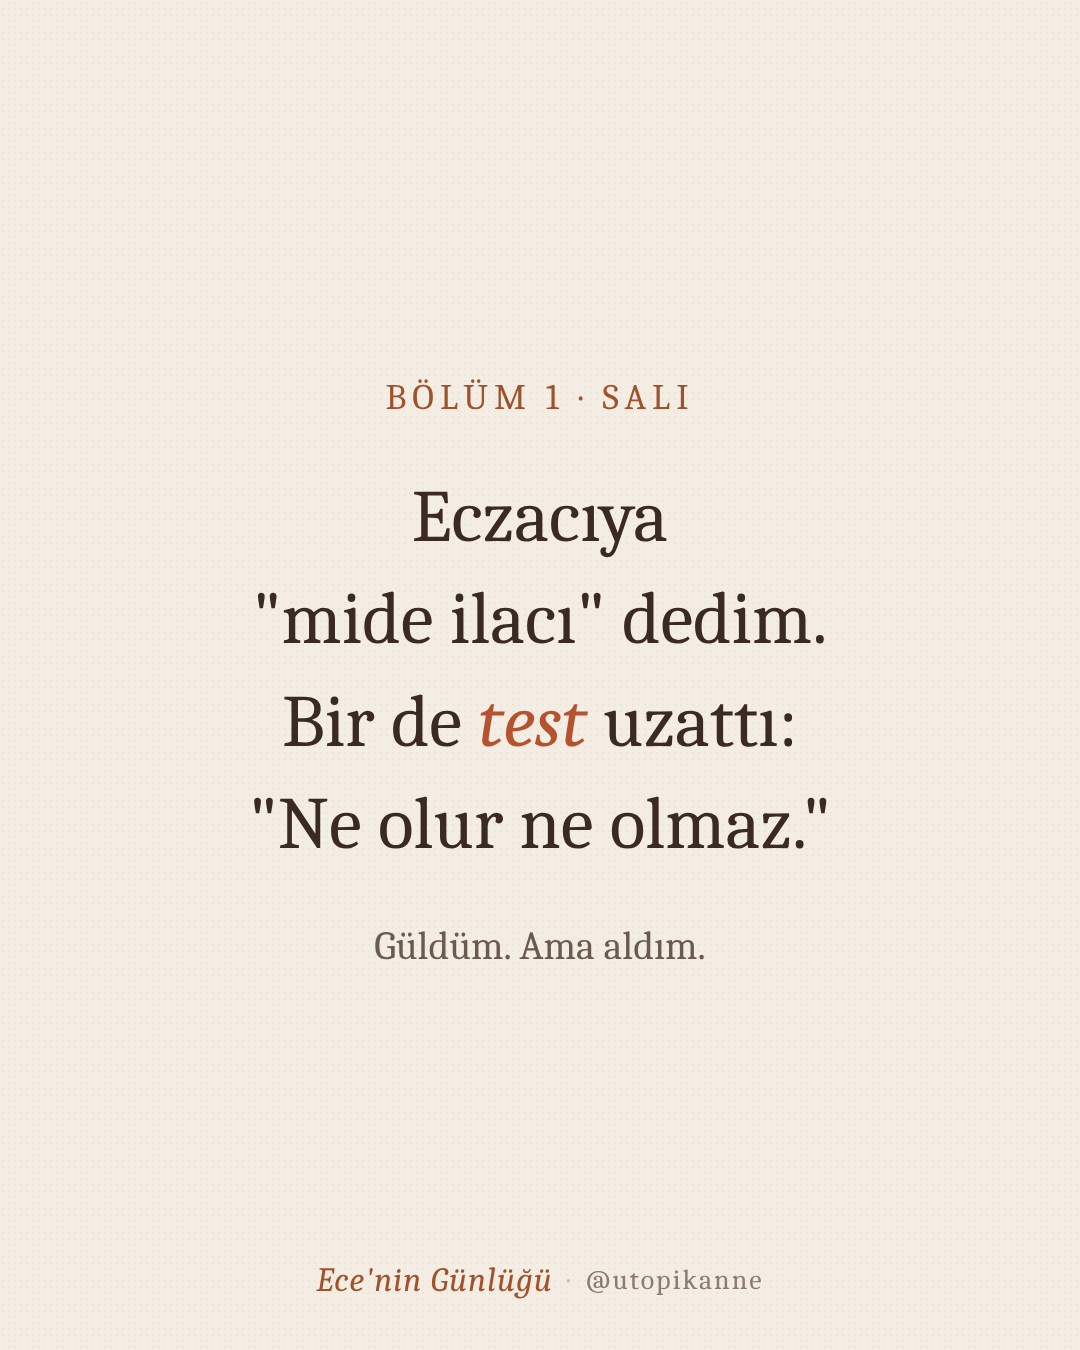 BÖLÜM 1 · SALI
Eczacıya
"mide ilacı" dedim.
Bir de test uzattı:
"Ne olur ne olmaz."
Güldüm. Ama aldım.
Ece'nin Günlüğü · @utopikanne